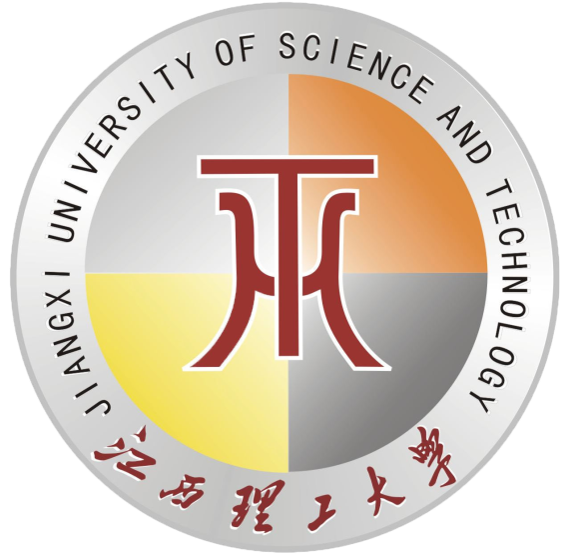 JIANGXI UNIVERSITY OF SCIENCE AND TECHNOLOGY
江西理工大学